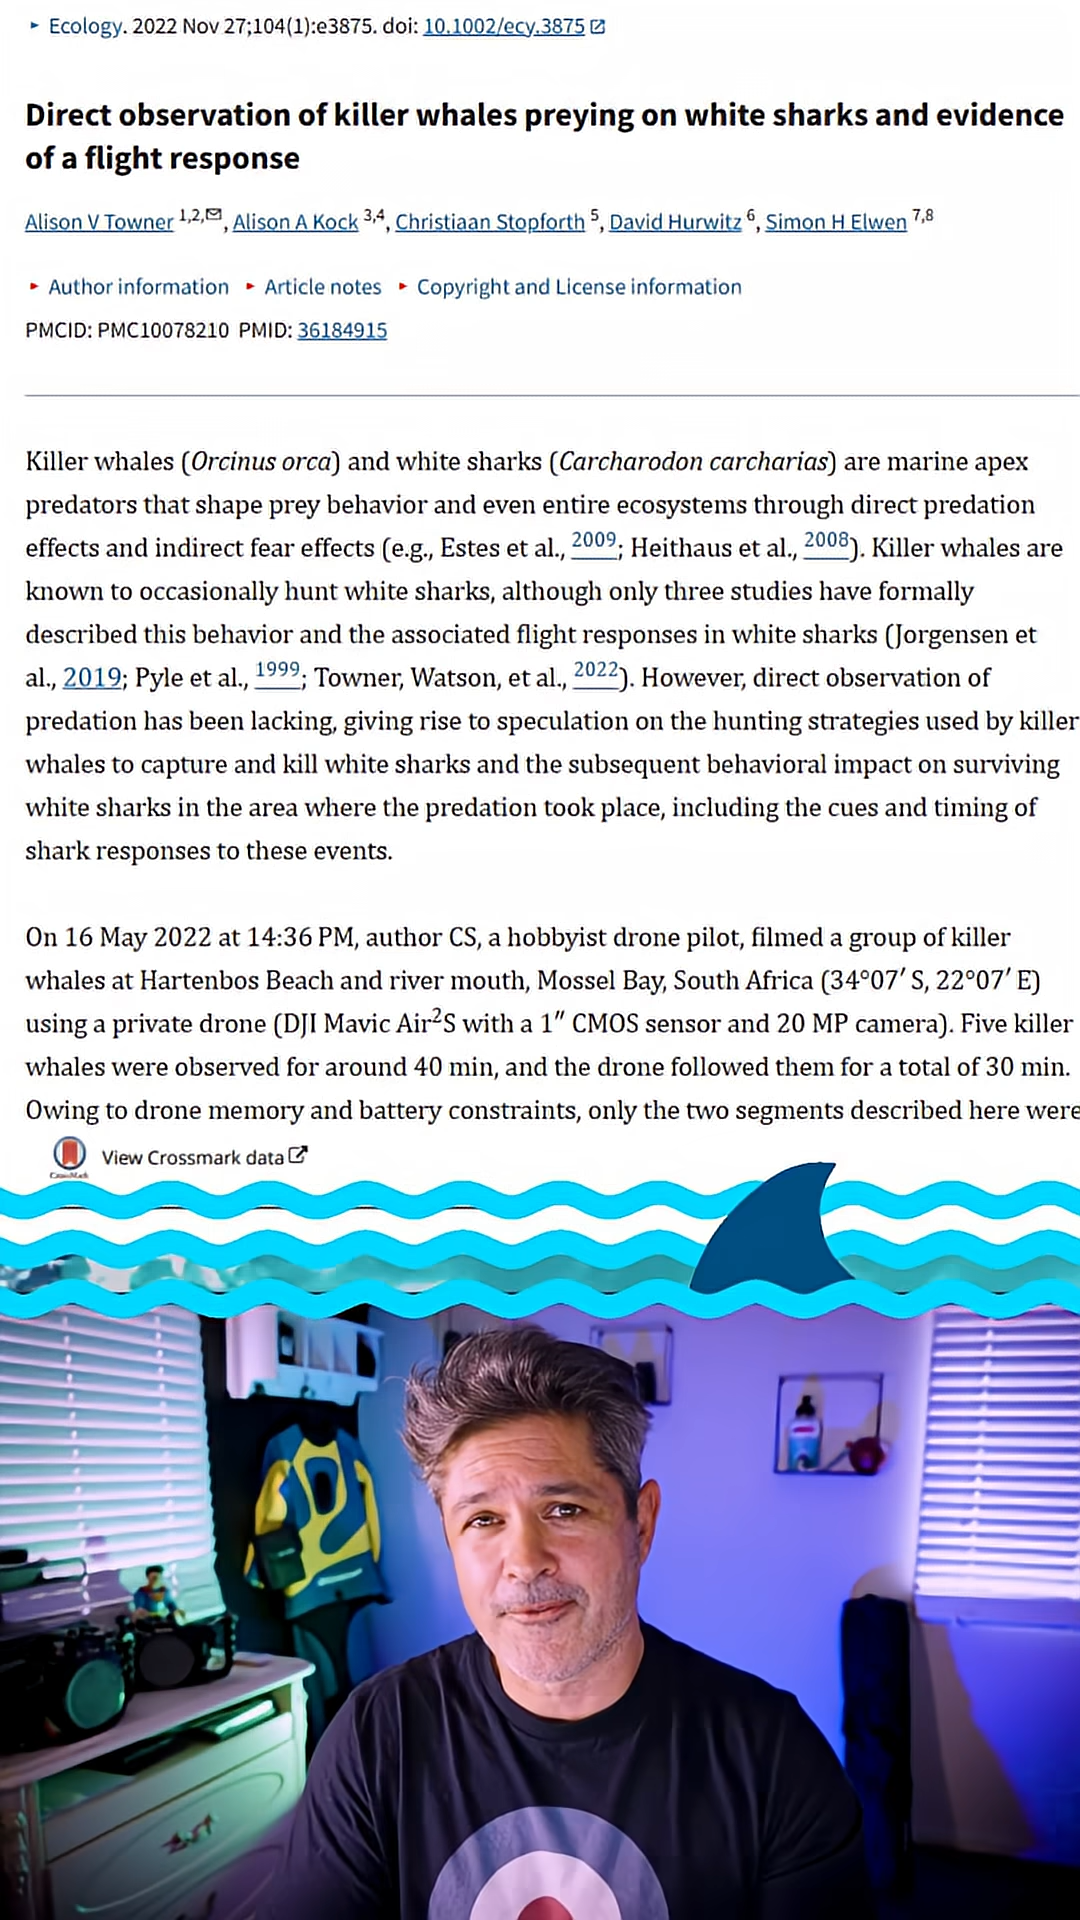 ▸ Ecology. 2022 Nov 27;104(1):e3875. doi: 10.1002/ecy.3875
Direct observation of killer whales preying on white sharks and evidence
of a flight response
Alison V Towner 1,2,✉, Alison A Kock 3,4, Christiaan Stopforth 5, David Hurwitz 6, Simon H Elwen 7,8
▸ Author information ▸ Article notes ▸ Copyright and License information
PMCID: PMC10078210 PMID: 36184915
Killer whales (Orcinus orca) and white sharks (Carcharodon carcharias) are marine apex
predators that shape prey behavior and even entire ecosystems through direct predation
effects and indirect fear effects (e.g., Estes et al., 2009; Heithaus et al., 2008). Killer whales are
known to occasionally hunt white sharks, although only three studies have formally
described this behavior and the associated flight responses in white sharks (Jorgensen et
al., 2019; Pyle et al., 1999; Towner, Watson, et al., 2022). However, direct observation of
predation has been lacking, giving rise to speculation on the hunting strategies used by killer
whales to capture and kill white sharks and the subsequent behavioral impact on surviving
white sharks in the area where the predation took place, including the cues and timing of
shark responses to these events.
On 16 May 2022 at 14:36 PM, author CS, a hobbyist drone pilot, filmed a group of killer
whales at Hartenbos Beach and river mouth, Mossel Bay, South Africa (34°07′ S, 22°07′ E)
using a private drone (DJI Mavic Air²S with a 1″ CMOS sensor and 20 MP camera). Five killer
whales were observed for around 40 min, and the drone followed them for a total of 30 min.
Owing to drone memory and battery constraints, only the two segments described here were
CrossMark
View Crossmark data